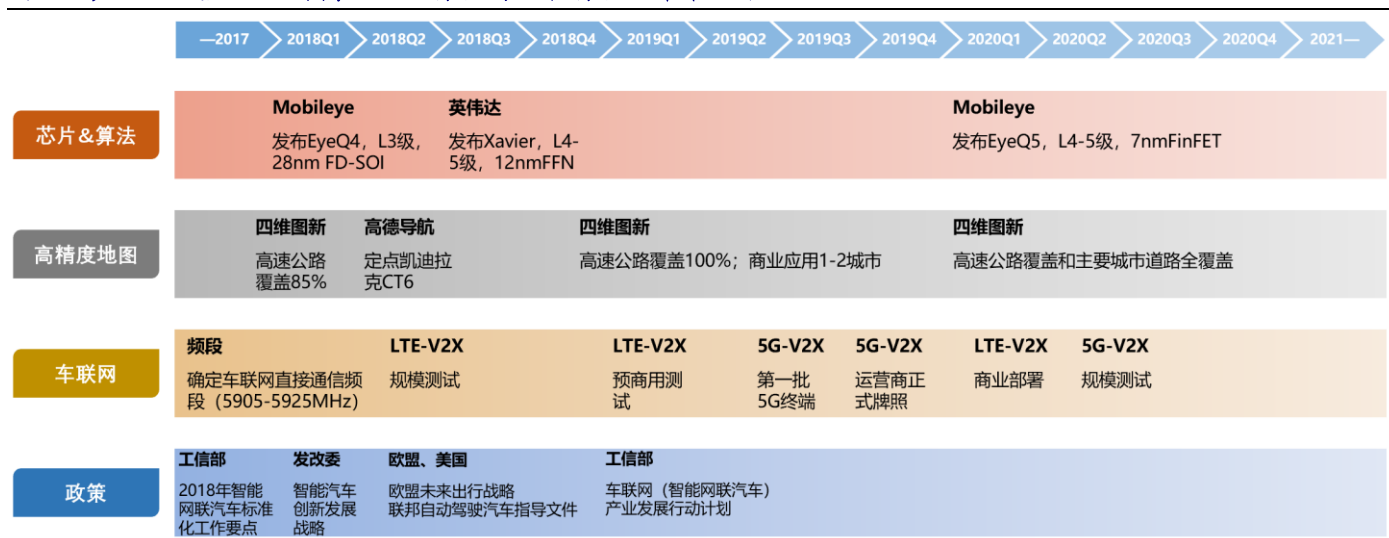 —2017 2018Q1 2018Q2 2018Q3 2018Q4 2019Q1 2019Q2 2019Q3 2019Q4 2020Q1 2020Q2 2020Q3 2020Q4 2021—
芯片&算法
Mobileye
发布EyeQ4，L3级，
28nm FD-SOI
英伟达
发布Xavier，L4-
5级，12nmFFN
Mobileye
发布EyeQ5，L4-5级，7nmFinFET
高精度地图
四维图新
高速公路
覆盖85%
高德导航
定点凯迪拉
克CT6
四维图新
高速公路覆盖100%；商业应用1-2城市
四维图新
高速公路覆盖和主要城市道路全覆盖
车联网
频段
确定车联网直接通信频
段（5905-5925MHz）
LTE-V2X
规模测试
LTE-V2X
预商用测
试
5G-V2X
第一批
5G终端
5G-V2X
运营商正
式牌照
LTE-V2X
商业部署
5G-V2X
规模测试
政策
工信部
2018年智能
网联汽车标准
化工作要点
发改委
智能汽车
创新发展
战略
欧盟、美国
欧盟未来出行战略
联邦自动驾驶汽车指导文件
工信部
车联网（智能网联汽车）
产业发展行动计划